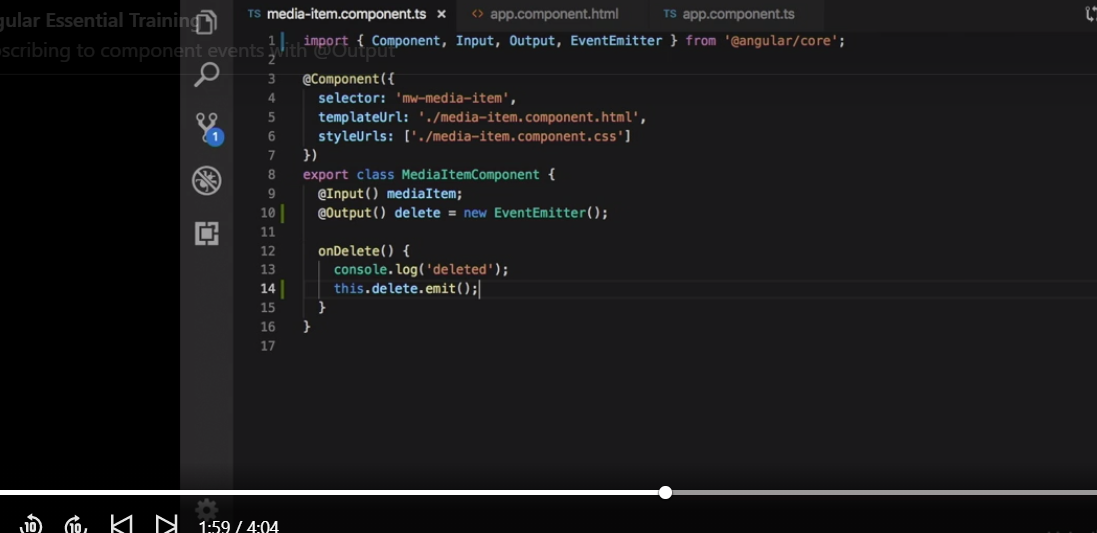 gular Essential Training
scribing to component events with @Output
TS media-item.component.ts × <> app.component.html TS app.component.ts
1 import { Component, Input, Output, EventEmitter } from '@angular/core';
2
3 @Component({
4 selector: 'mw-media-item',
5 templateUrl: './media-item.component.html',
6 styleUrls: ['./media-item.component.css']
7 })
8 export class MediaItemComponent {
9 @Input() mediaItem;
10 @Output() delete = new EventEmitter();
11
12 onDelete() {
13 console.log('deleted');
14 this.delete.emit();
15 }
16 }
17
1
10 10 1:59 / 4:04